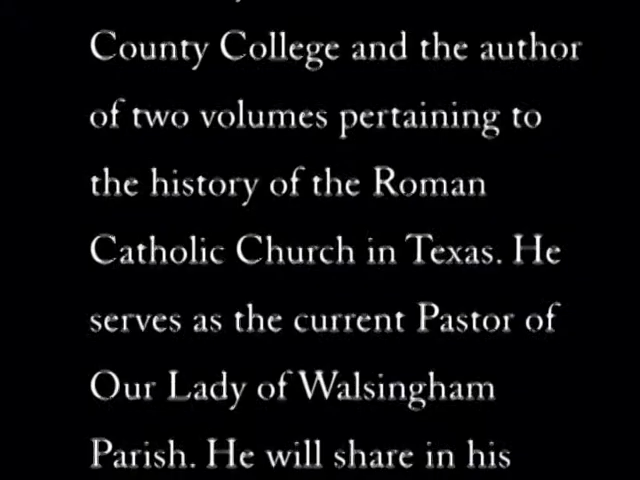 County College and the author
of two volumes pertaining to
the history of the Roman
Catholic Church in Texas. He
serves as the current Pastor of
Our Lady of Walsingham
Parish. He will share in his